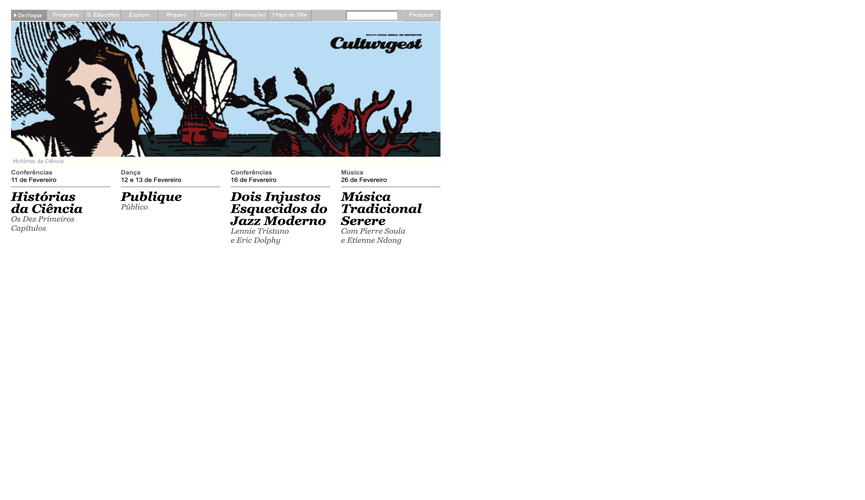 Destaque Programa S. Educativo Espaços Arquivo Contactos Informações Mapa do Site Pesquisar
Culturgest
Histórias da Ciência
Conferências
11 de Fevereiro
Histórias
da Ciência
Os Dez Primeiros
Capítulos
Dança
12 e 13 de Fevereiro
Publique
Público
Conferências
16 de Fevereiro
Dois Injustos
Esquecidos do
Jazz Moderno
Lennie Tristano
e Eric Dolphy
Música
26 de Fevereiro
Música
Tradicional
Serere
Com Pierre Soula
e Etienne Ndong